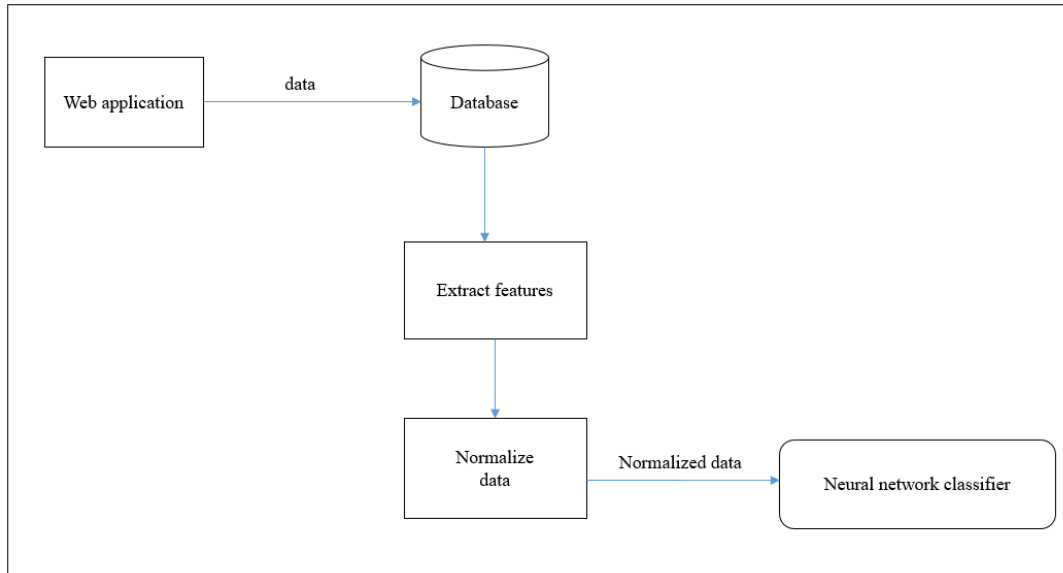 Web application
data
Database
Extract features
Normalize
data
Normalized data
Neural network classifier